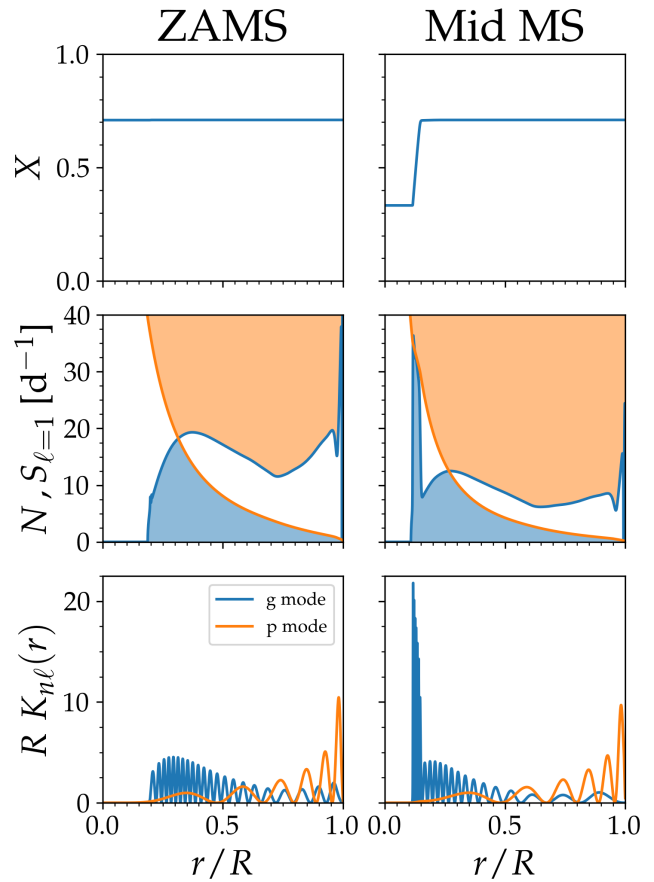 ZAMS Mid MS
1.0
0.5
0.0
X
40
30
20
10
0
N, S_{ℓ=1} [d⁻¹]
g mode
p mode
20
10
0
R K_{nℓ}(r)
0.0 0.5 1.0 0.0 0.5 1.0
r/R r/R